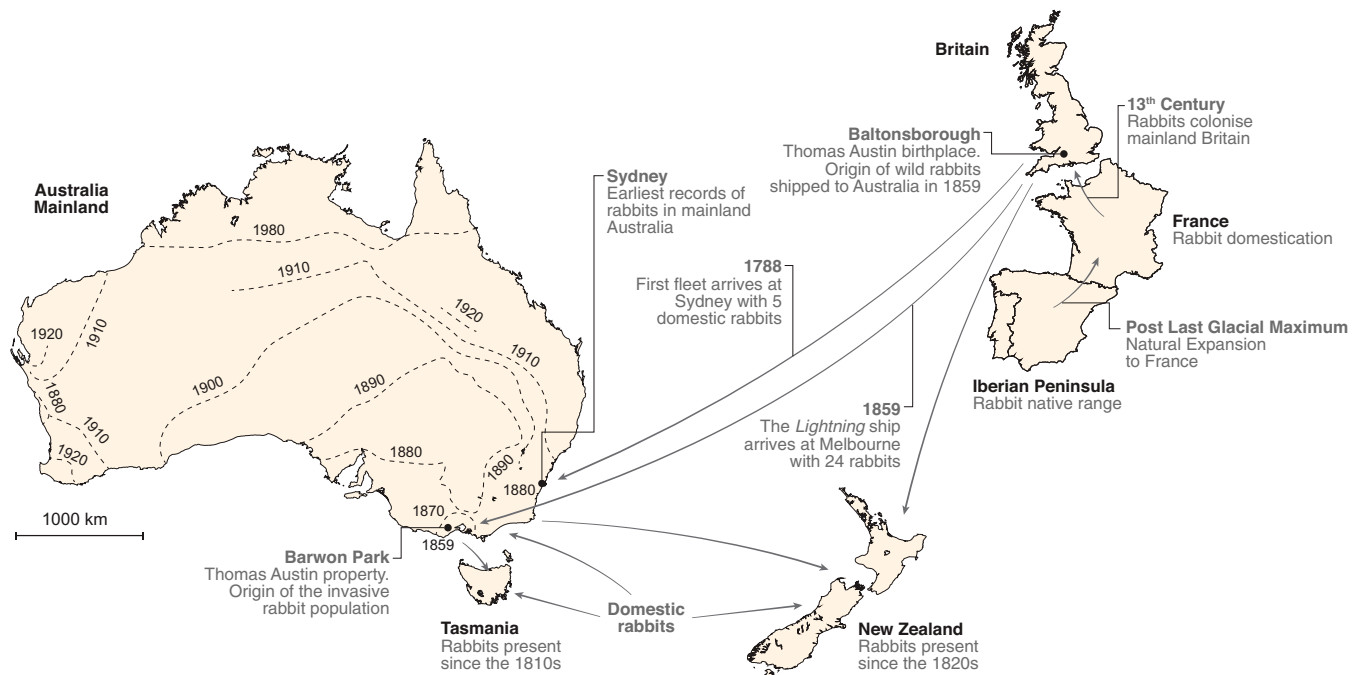 Britain
13th Century
Rabbits colonise
mainland Britain
Baltonsborough
Thomas Austin birthplace.
Origin of wild rabbits
shipped to Australia in 1859
Australia
Mainland
Sydney
Earliest records of
rabbits in mainland
Australia
France
Rabbit domestication
1788
First fleet arrives at
Sydney with 5
domestic rabbits
Post Last Glacial Maximum
Natural Expansion
to France
Iberian Peninsula
Rabbit native range
1859
The Lightning ship
arrives at Melbourne
with 24 rabbits
1980
1910
1920
1920
1910
1910
1900
1890
1880
1910
1920
1880
1890
1880
1870
1859
1000 km
Barwon Park
Thomas Austin property.
Origin of the invasive
rabbit population
Domestic
rabbits
Tasmania
Rabbits present
since the 1810s
New Zealand
Rabbits present
since the 1820s